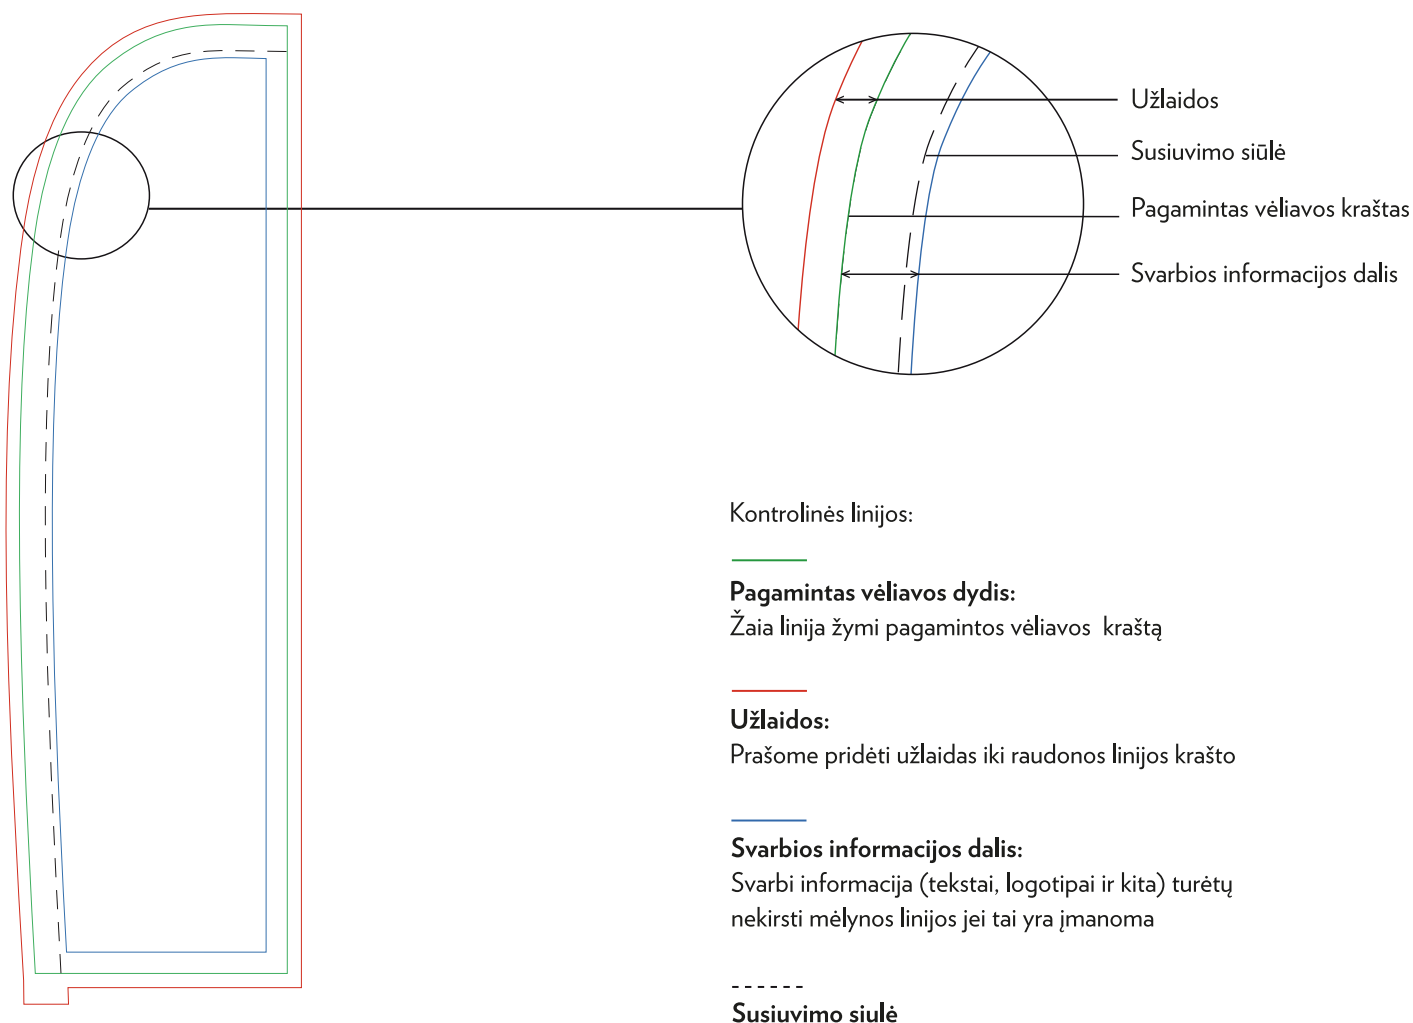 Užlaidos
Susiuvimo siūlė
Pagamintas vėliavos kraštas
Svarbios informacijos dalis
Kontrolinės linijos:
Pagamintas vėliavos dydis:
Žaia linija žymi pagamintos vėliavos kraštą
Užlaidos:
Prašome pridėti užlaidas iki raudonos linijos krašto
Svarbios informacijos dalis:
Svarbi informacija (tekstai, logotipai ir kita) turėtų
nekirsti mėlynos linijos jei tai yra įmanoma
Susiuvimo siulė